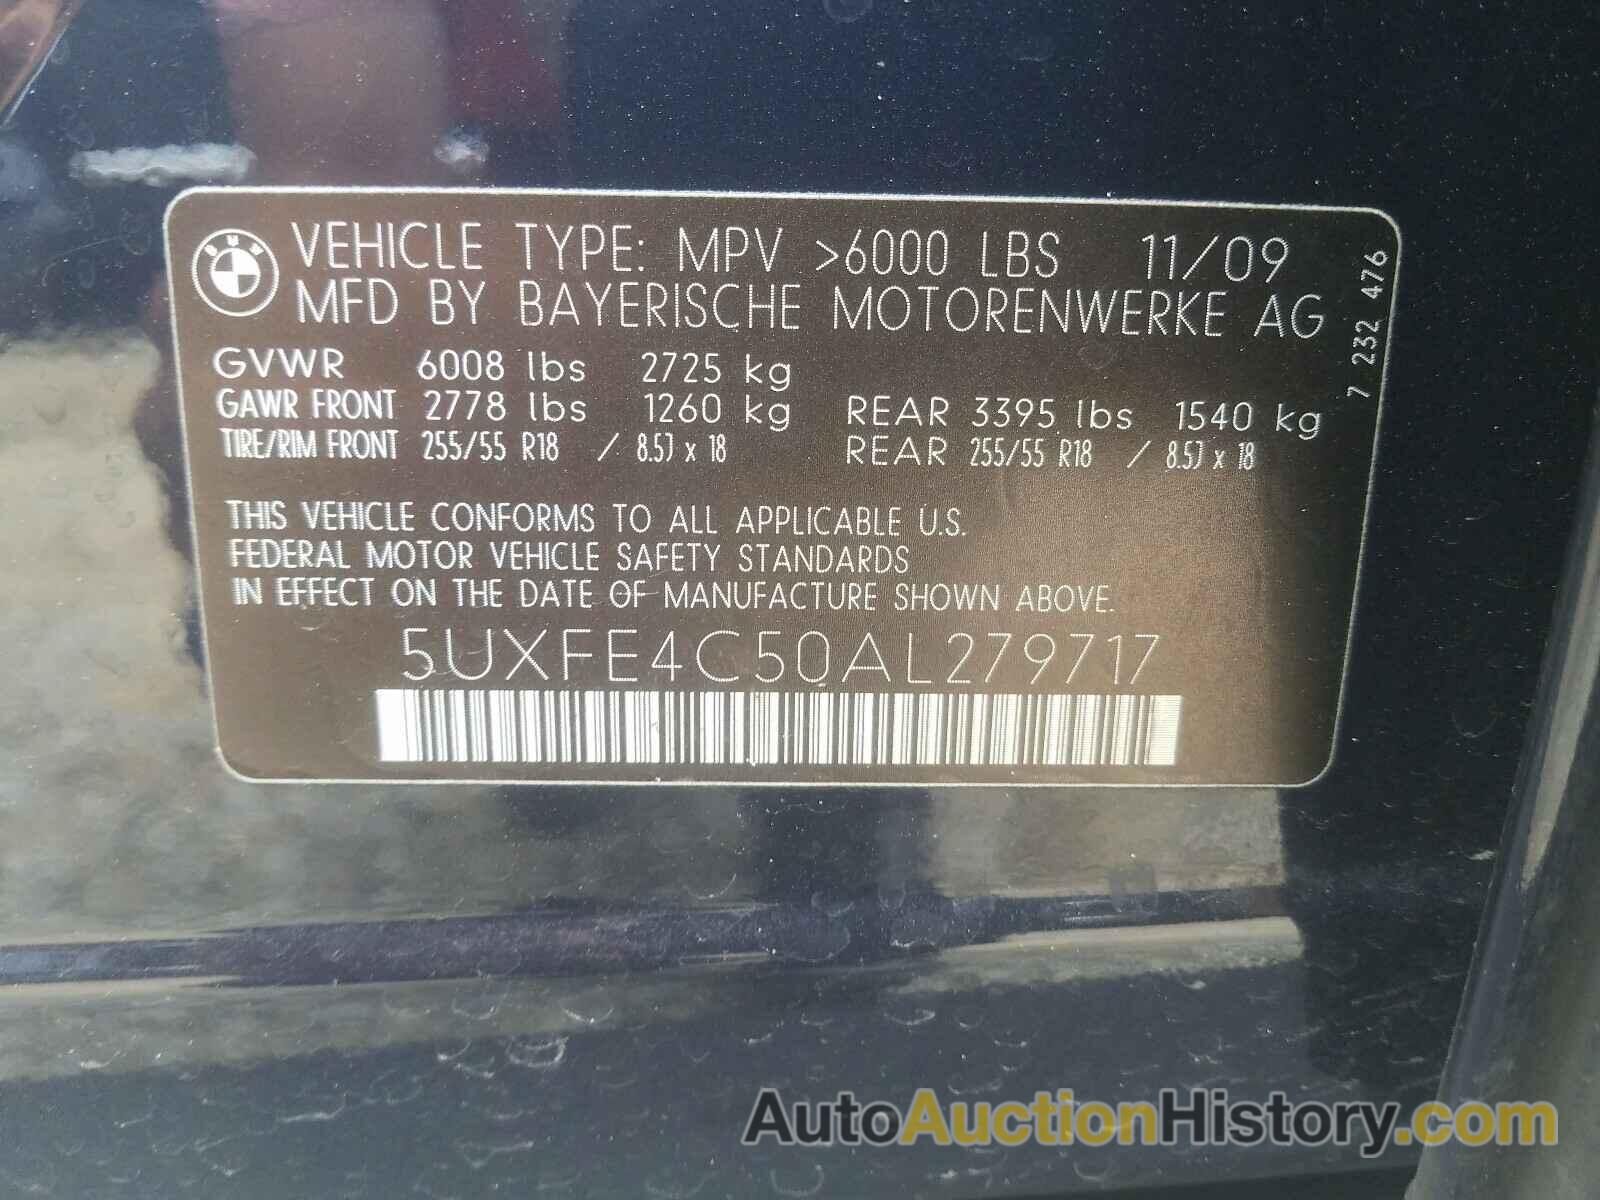 BMW
VEHICLE TYPE: MPV >6000 LBS 11/09
MFD BY BAYERISCHE MOTORENWERKE AG
7 232 476
GVWR 6008 lbs 2725 kg
GAWR FRONT 2778 lbs 1260 kg REAR 3395 lbs 1540 kg
TIRE/RIM FRONT 255/55 R18 / 8.5J x 18 REAR 255/55 R18 / 8.5J x 18
THIS VEHICLE CONFORMS TO ALL APPLICABLE U.S.
FEDERAL MOTOR VEHICLE SAFETY STANDARDS
IN EFFECT ON THE DATE OF MANUFACTURE SHOWN ABOVE.
5UXFE4C50AL279717
AutoAuctionHistory.com